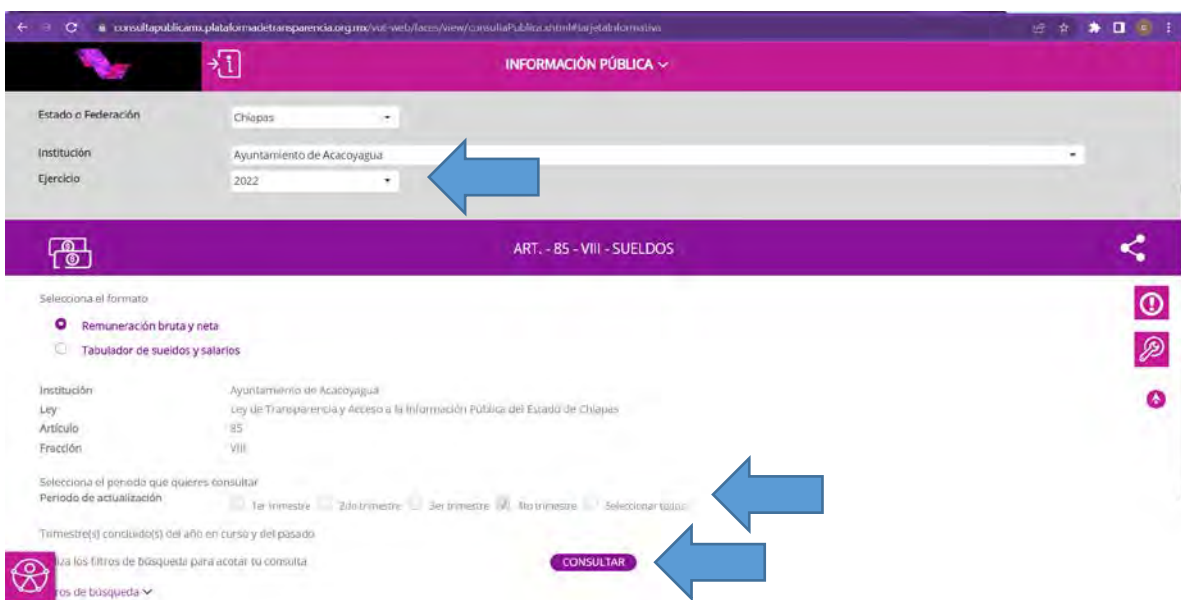 consultapublicamx.plataformadetransparencia.org.mx/vut-web/faces/view/consultaPublica.xhtml#tarjetaInformativa
INFORMACIÓN PÚBLICA
Estado o Federación Chiapas
Institución Ayuntamiento de Acacoyagua
Ejercicio 2022
ART. - 85 - VIII - SUELDOS
Selecciona el formato
Remuneración bruta y neta
Tabulador de sueldos y salarios
Institución Ayuntamiento de Acacoyagua
Ley Ley de Transparencia y Acceso a la Información Pública del Estado de Chiapas
Artículo 85
Fracción VIII
Selecciona el periodo que quieres consultar
Periodo de actualización 1er trimestre 2do trimestre 3er trimestre 4to trimestre Seleccionar todos
Trimestre(s) concluido(s) del año en curso y del pasado
iza los filtros de búsqueda para acotar tu consulta CONSULTAR
ros de búsqueda